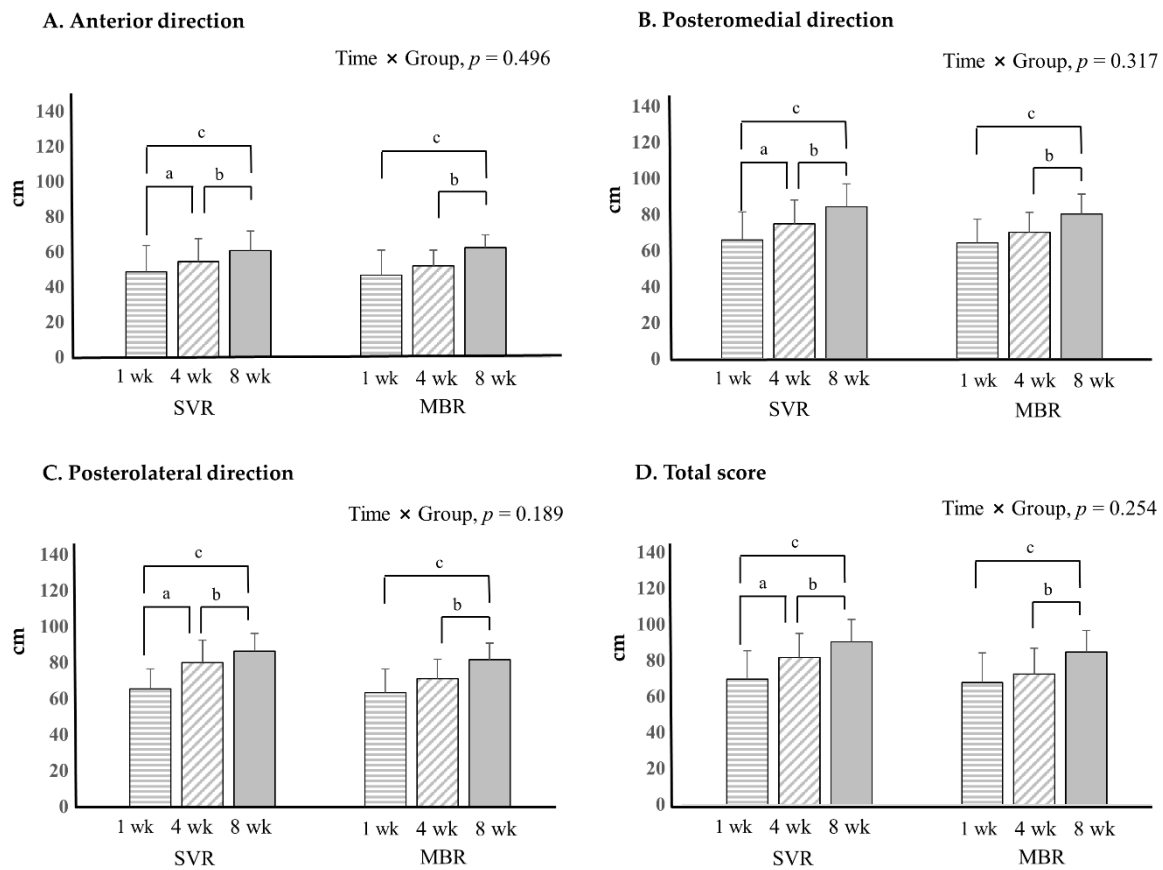 A. Anterior direction
Time × Group, p = 0.496
140
120
100
80
60
40
20
0
cm
c
a
b
c
b
1 wk 4 wk 8 wk
1 wk 4 wk 8 wk
SVR
MBR
B. Posteromedial direction
Time × Group, p = 0.317
140
120
100
80
60
40
20
0
cm
c
a
b
c
b
1 wk 4 wk 8 wk
1 wk 4 wk 8 wk
SVR
MBR
C. Posterolateral direction
Time × Group, p = 0.189
140
120
100
80
60
40
20
0
cm
c
a
b
c
b
1 wk 4 wk 8 wk
1 wk 4 wk 8 wk
SVR
MBR
D. Total score
Time × Group, p = 0.254
140
120
100
80
60
40
20
0
cm
c
a
b
c
b
1 wk 4 wk 8 wk
1 wk 4 wk 8 wk
SVR
MBR